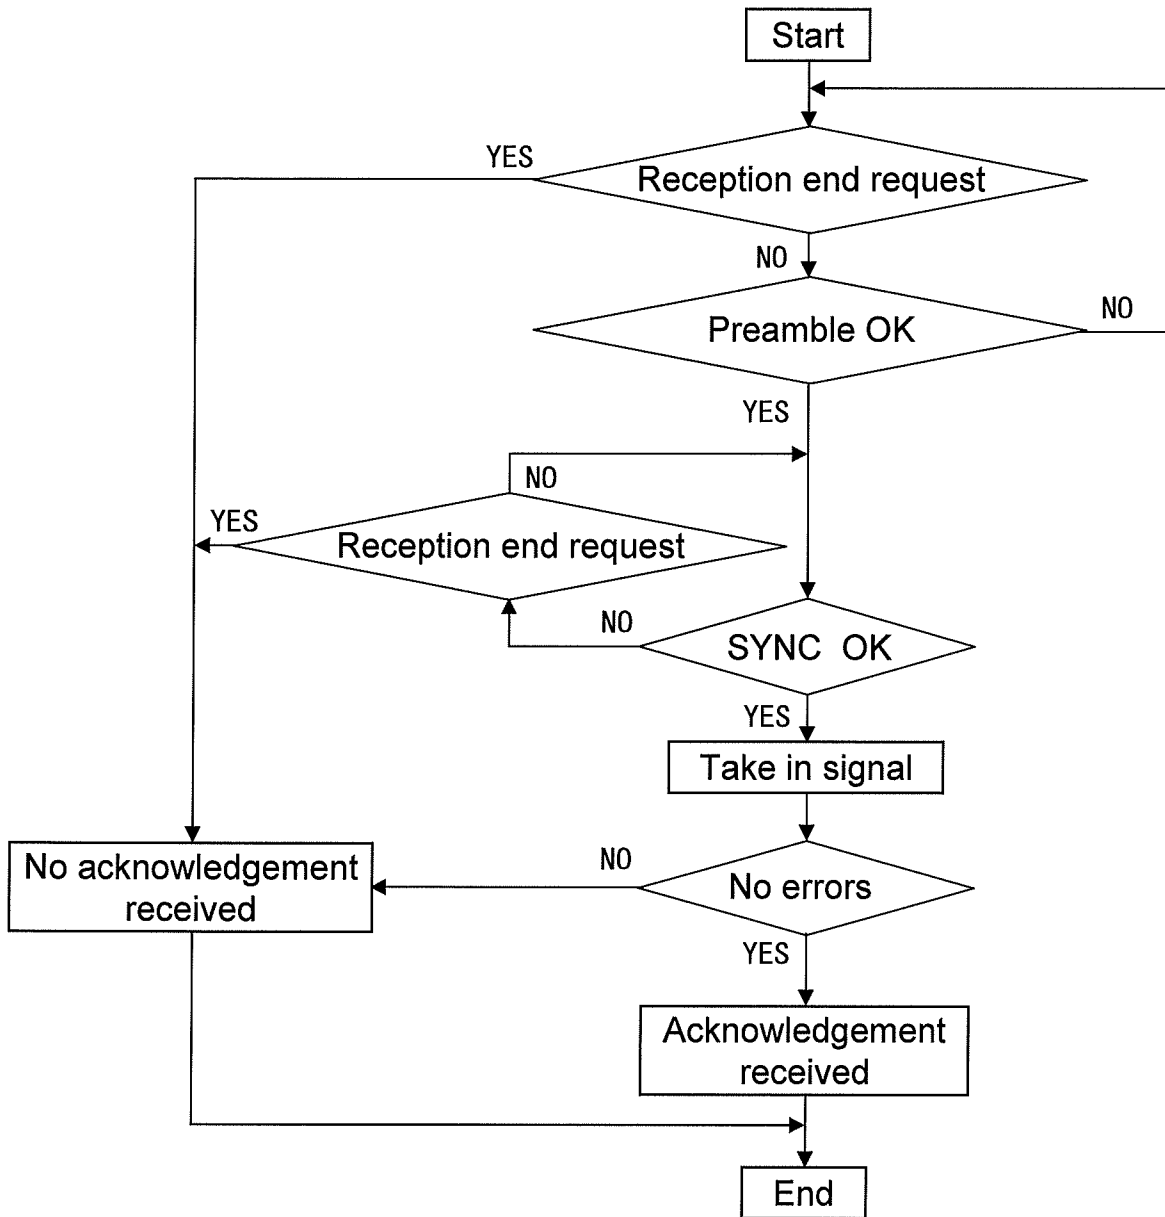 Start
YES
Reception end request
NO
Preamble OK
NO
YES
NO
YES
Reception end request
NO
SYNC OK
YES
Take in signal
No acknowledgement
received
NO
No errors
YES
Acknowledgement
received
End